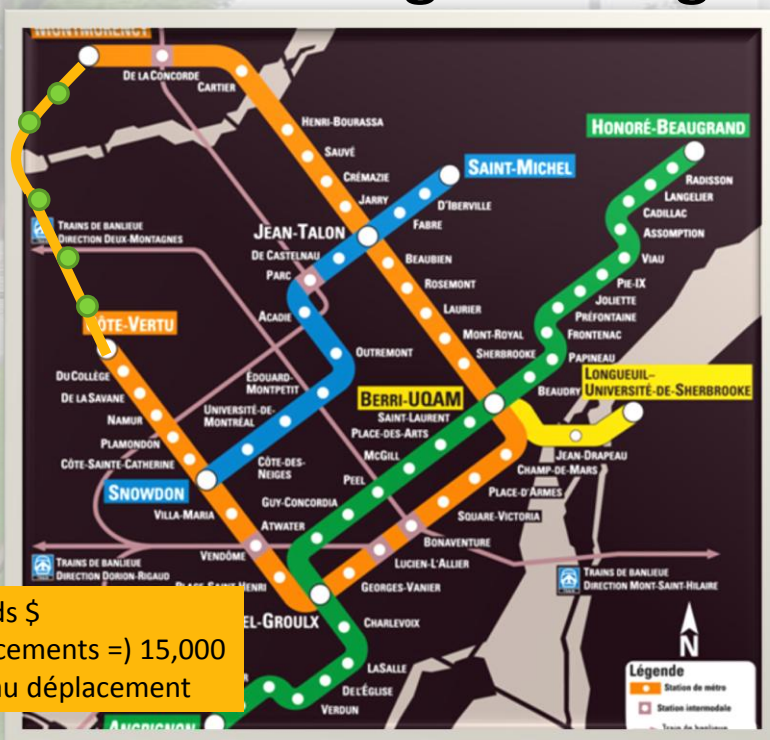 MONTMORENCY
DE LA CONCORDE
CARTIER
HENRI-BOURASSA
SAUVÉ
CRÉMAZIE
JARRY
JEAN-TALON
SAINT-MICHEL
D'IBERVILLE
FABRE
HONORÉ-BEAUGRAND
RADISSON
LANGELIER
CADILLAC
ASSOMPTION
VIAU
PIE-IX
JOLIETTE
PRÉFONTAINE
FRONTENAC
PAPINEAU
BEAUDRY
TRAINS DE BANLIEUE
DIRECTION DEUX-MONTAGNES
DE CASTELNAU
PARC
ACADIE
OUTREMONT
ÉDOUARD-
MONTPETIT
UNIVERSITÉ-DE-
MONTRÉAL
CÔTE-DES-
NEIGES
BEAUBIEN
ROSEMONT
LAURIER
MONT-ROYAL
SHERBROOKE
BERRI-UQAM
LONGUEUIL–
UNIVERSITÉ-DE-SHERBROOKE
JEAN-DRAPEAU
CÔTE-VERTU
DU COLLÈGE
DE LA SAVANE
NAMUR
PLAMONDON
CÔTE-SAINTE-CATHERINE
SNOWDON
VILLA-MARIA
VENDÔME
PLACE-SAINT-HENRI
SAINT-LAURENT
PLACE-DES-ARTS
MCGILL
PEEL
GUY-CONCORDIA
ATWATER
CHAMP-DE-MARS
PLACE-D'ARMES
SQUARE-VICTORIA
BONAVENTURE
LUCIEN-L'ALLIER
GEORGES-VANIER
TRAINS DE BANLIEUE
DIRECTION DORION-RIGAUD
TRAINS DE BANLIEUE
DIRECTION MONT-SAINT-HILAIRE
EL-GROULX
CHARLEVOIX
LASALLE
DE L'ÉGLISE
VERDUN
ANGRIGNON
ds $
cements =) 15,000
au déplacement
N
Légende
Station de métro
Station intermodale
Train de banlieue